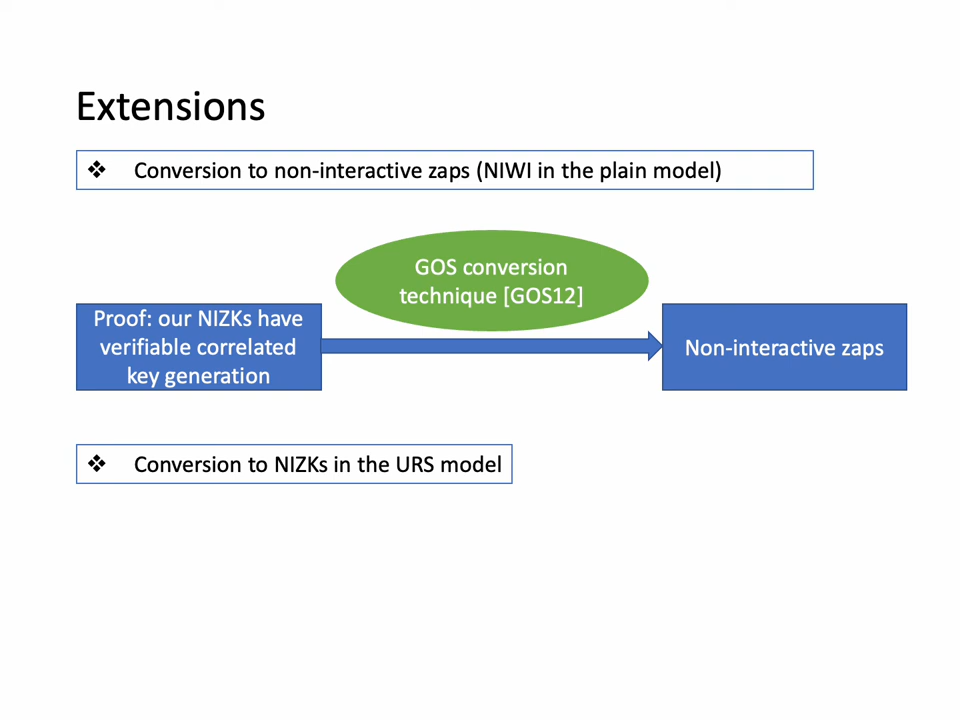 Extensions
❖ Conversion to non-interactive zaps (NIWI in the plain model)
GOS conversion
technique [GOS12]
Proof: our NIZKs have
verifiable correlated
key generation
Non-interactive zaps
❖ Conversion to NIZKs in the URS model